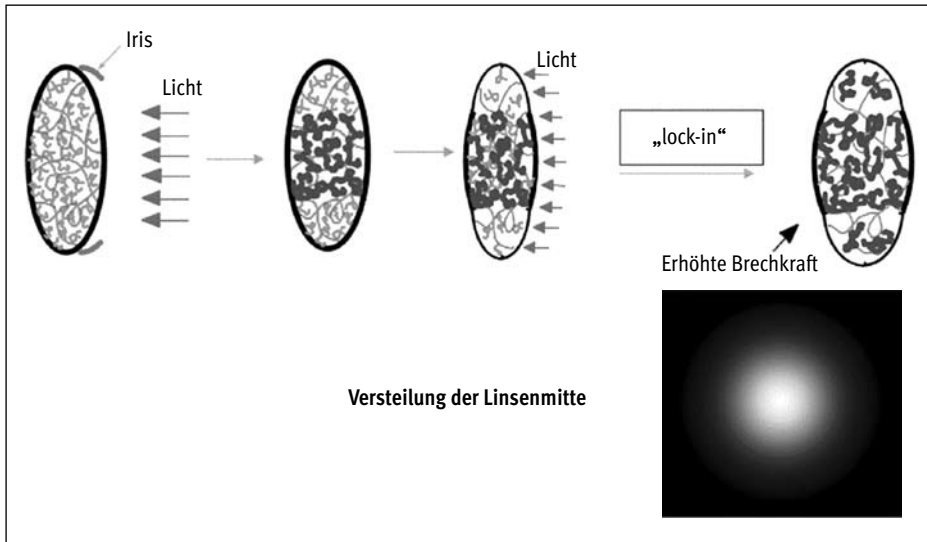 Iris
Licht
Licht
„lock-in“
Erhöhte Brechkraft
Versteilung der Linsenmitte